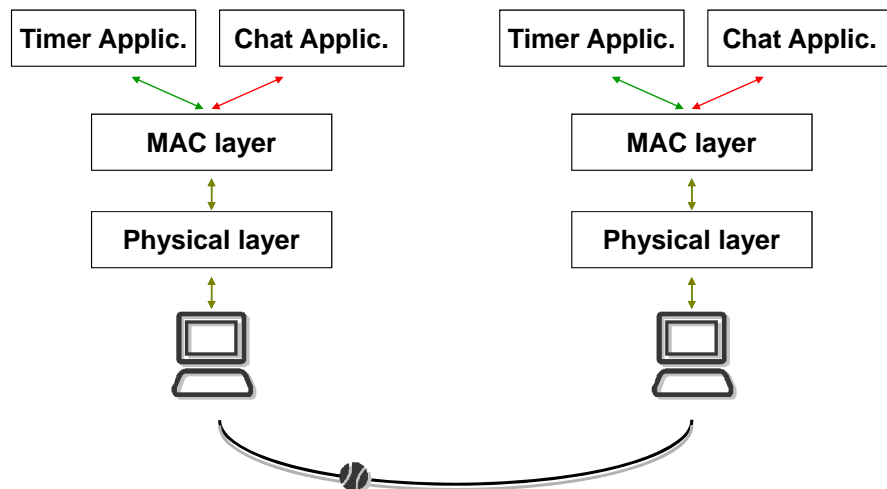 Timer Applic. Chat Applic. Timer Applic. Chat Applic.
MAC layer MAC layer
Physical layer Physical layer